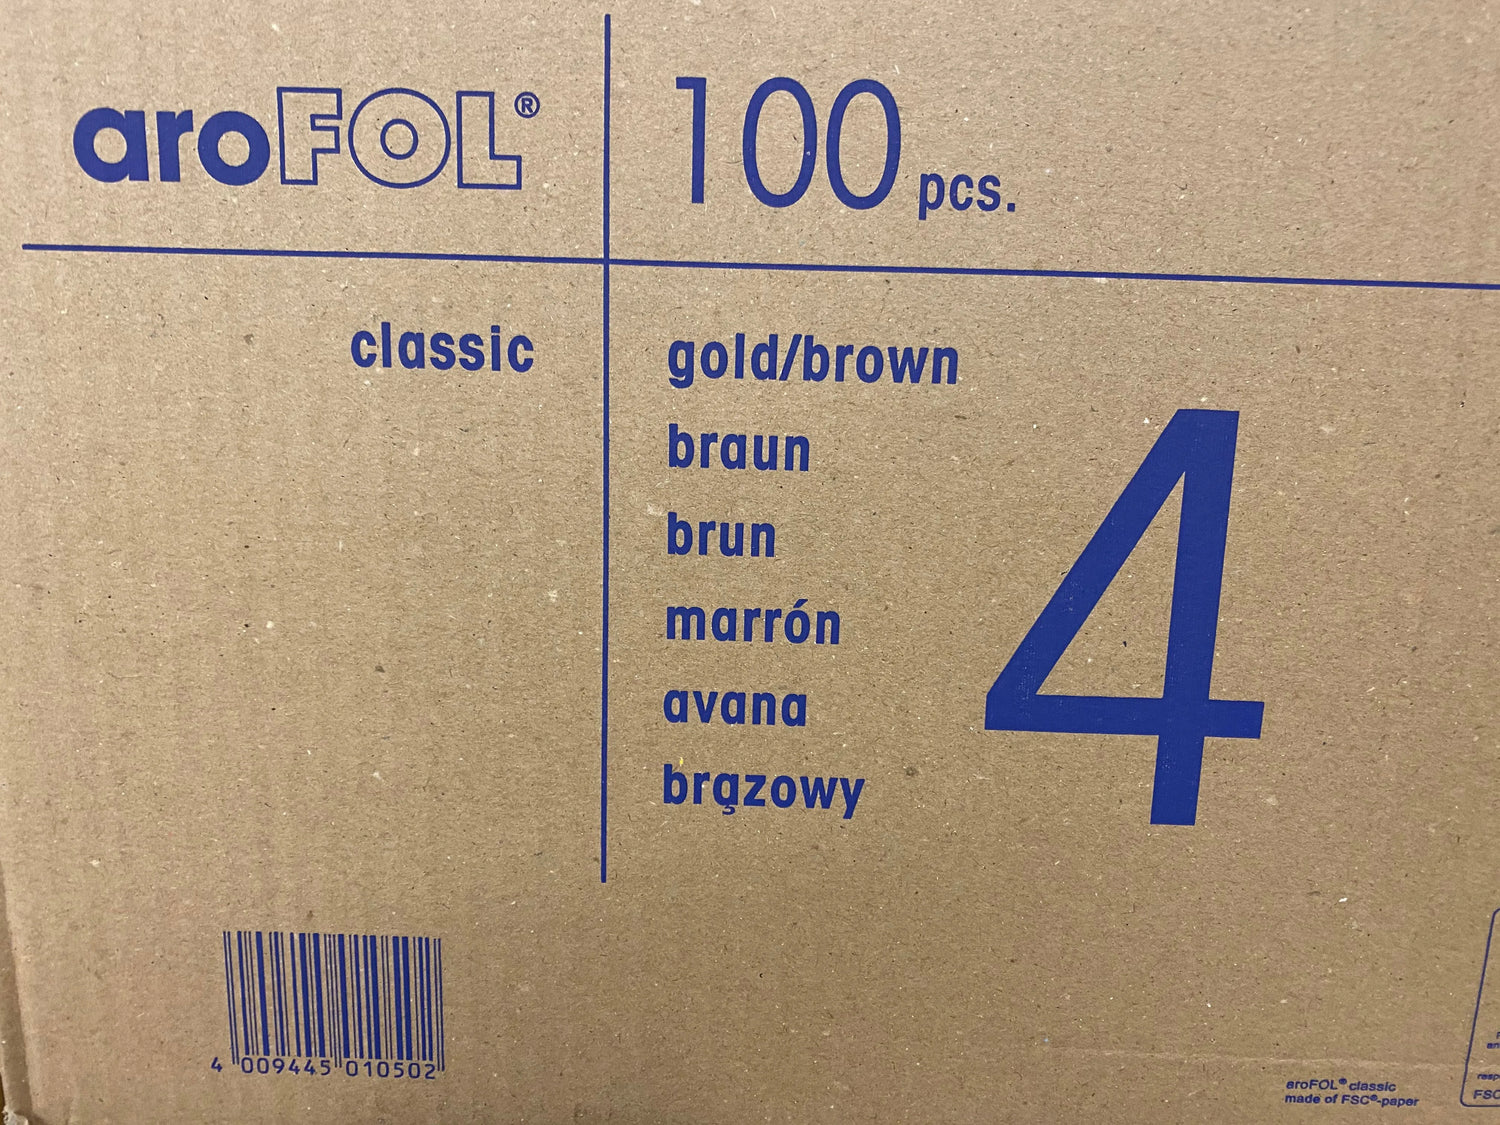 aroFOL®
100 pcs.
classic
gold/brown
braun
brun
marrón
avana
brązowy
4
4 009445 010502
aroFOL® classic
made of FSC®-paper
FSC